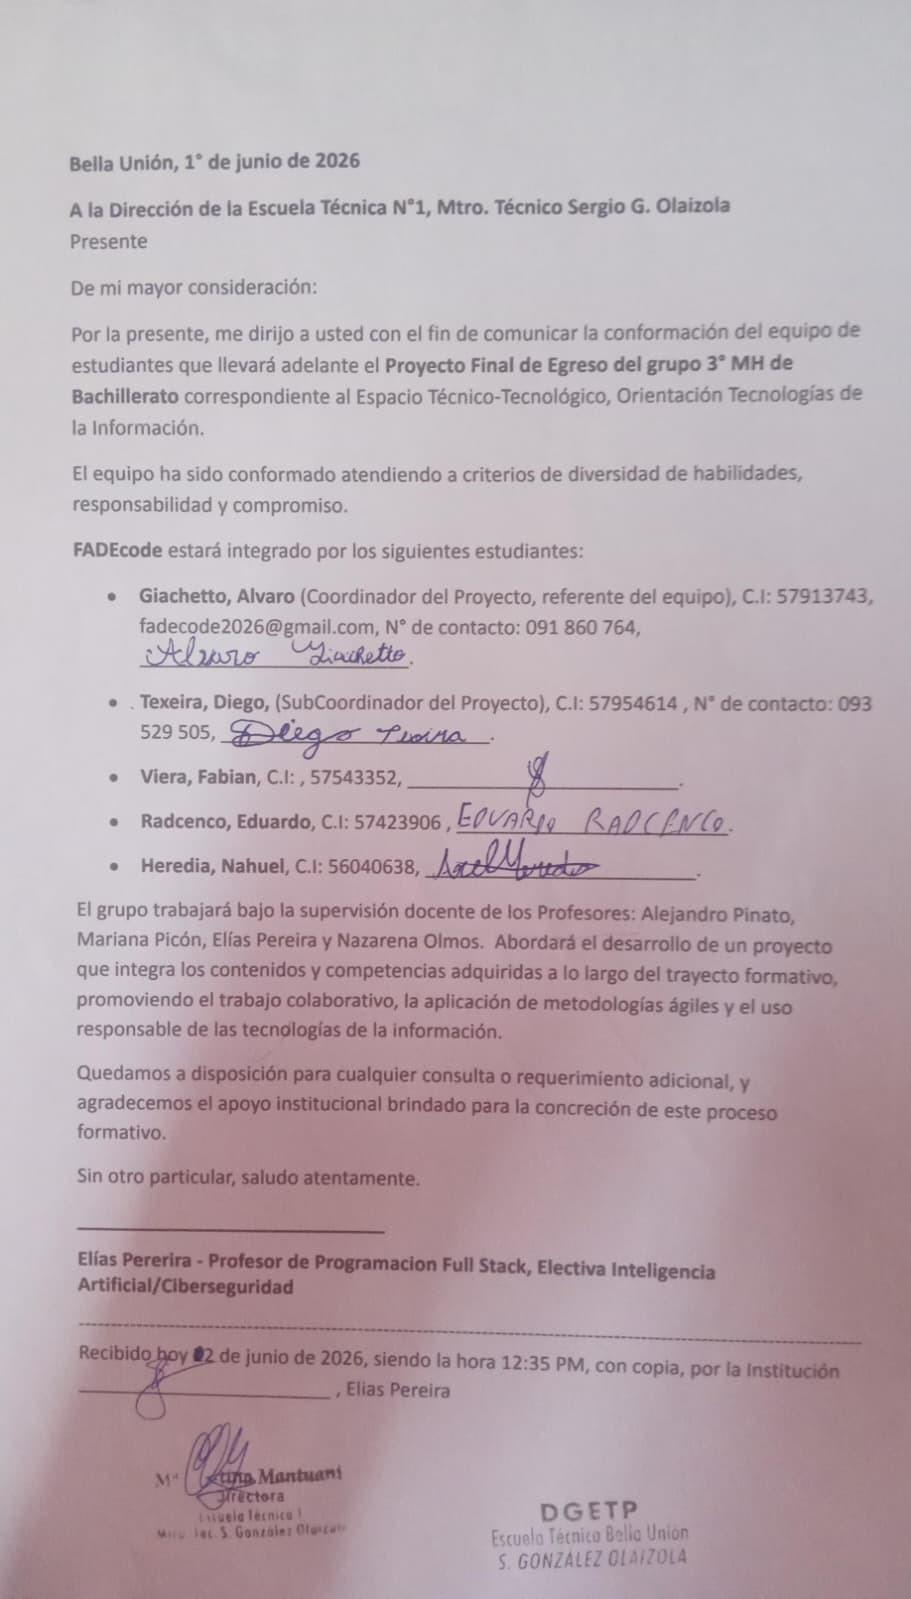 Bella Unión, 1° de junio de 2026
A la Dirección de la Escuela Técnica N°1, Mtro. Técnico Sergio G. Olaizola
Presente
De mi mayor consideración:
Por la presente, me dirijo a usted con el fin de comunicar la conformación del equipo de
estudiantes que llevará adelante el Proyecto Final de Egreso del grupo 3° MH de
Bachillerato correspondiente al Espacio Técnico-Tecnológico, Orientación Tecnologías de
la Información.
El equipo ha sido conformado atendiendo a criterios de diversidad de habilidades,
responsabilidad y compromiso.
FADEcode estará integrado por los siguientes estudiantes:
• Giachetto, Alvaro (Coordinador del Proyecto, referente del equipo), C.I: 57913743,
fadecode2026@gmail.com, N° de contacto: 091 860 764,
Alvaro Giachetto.
• . Texeira, Diego, (SubCoordinador del Proyecto), C.I: 57954614 , N° de contacto: 093
529 505, Diego .
• Viera, Fabian, C.I: , 57543352, .
• Radcenco, Eduardo, C.I: 57423906 , EDUARDO RADCENCO.
• Heredia, Nahuel, C.I: 56040638, .
El grupo trabajará bajo la supervisión docente de los Profesores: Alejandro Pinato,
Mariana Picón, Elías Pereira y Nazarena Olmos. Abordará el desarrollo de un proyecto
que integra los contenidos y competencias adquiridas a lo largo del trayecto formativo,
promoviendo el trabajo colaborativo, la aplicación de metodologías ágiles y el uso
responsable de las tecnologías de la información.
Quedamos a disposición para cualquier consulta o requerimiento adicional, y
agradecemos el apoyo institucional brindado para la concreción de este proceso
formativo.
Sin otro particular, saludo atentamente.
Elías Pererira - Profesor de Programacion Full Stack, Electiva Inteligencia
Artificial/Ciberseguridad
Recibido hoy 02 de junio de 2026, siendo la hora 12:35 PM, con copia, por la Institución
, Elias Pereira
Mª Mantuani
Directora
Escuela Técnica 1
Mtro. Tec. S. González Olaizola
DGETP
Escuela Técnica Bella Unión
S. GONZÁLEZ OLAIZOLA